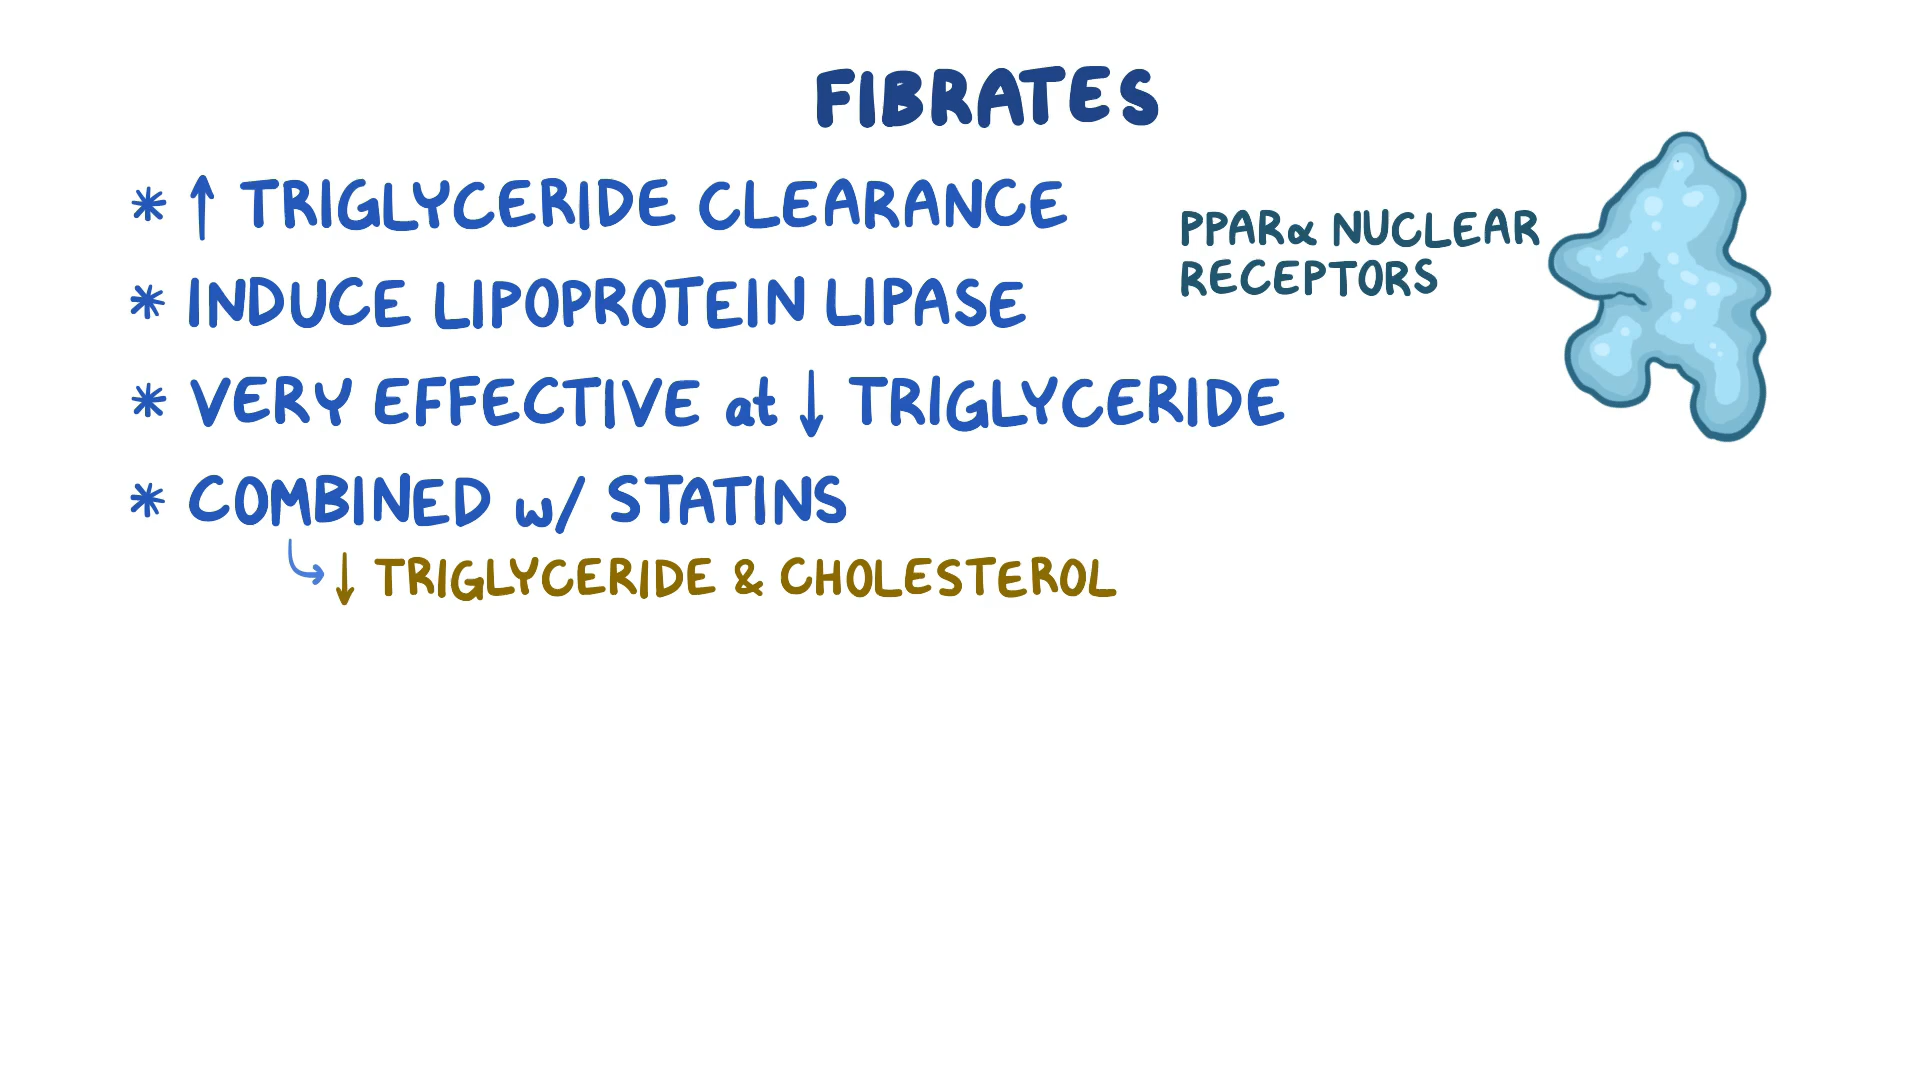 FIBRATES
* ↑ TRIGLYCERIDE CLEARANCE
PPARα NUCLEAR
RECEPTORS
* INDUCE LIPOPROTEIN LIPASE
* VERY EFFECTIVE at ↓ TRIGLYCERIDE
* COMBINED w/ STATINS
↳ ↓ TRIGLYCERIDE & CHOLESTEROL